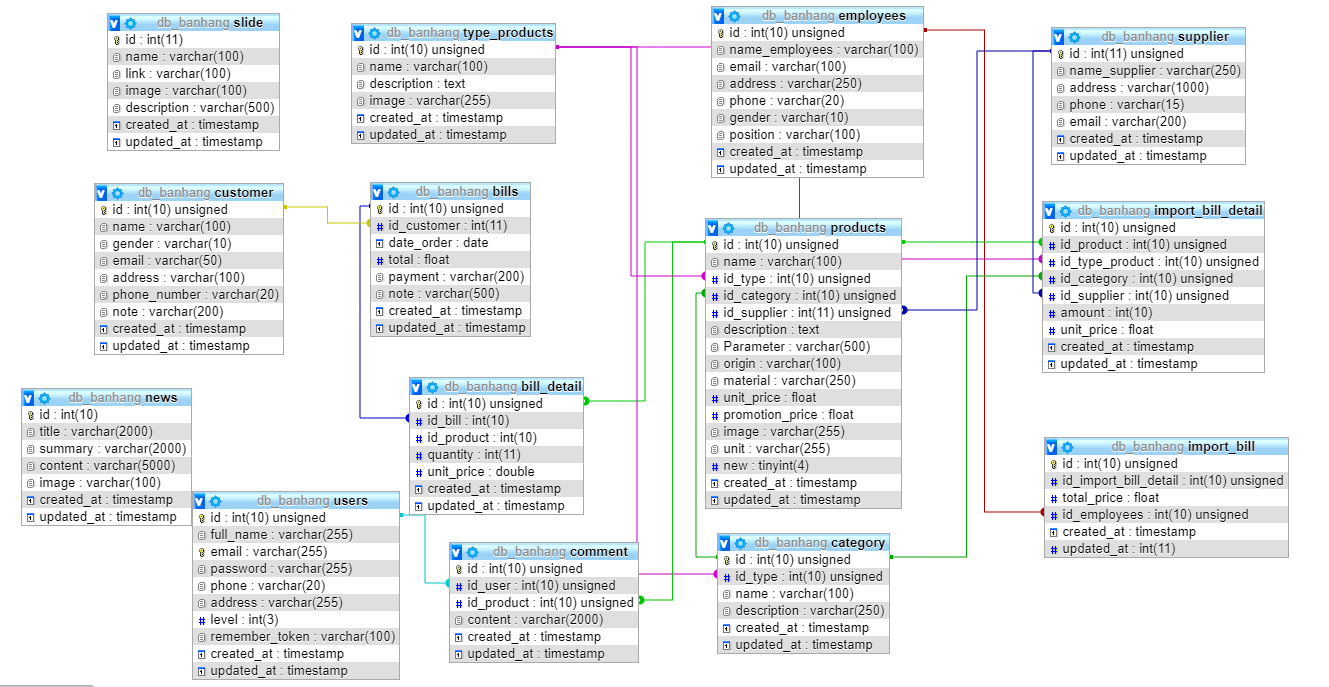 db_banhang slide
id : int(11)
name : varchar(100)
link : varchar(100)
image : varchar(100)
description : varchar(500)
created_at : timestamp
updated_at : timestamp
db_banhang type_products
id : int(10) unsigned
name : varchar(100)
description : text
image : varchar(255)
created_at : timestamp
updated_at : timestamp
db_banhang employees
id : int(10) unsigned
name_employees : varchar(100)
email : varchar(100)
address : varchar(250)
phone : varchar(20)
gender : varchar(10)
position : varchar(100)
created_at : timestamp
updated_at : timestamp
db_banhang supplier
id : int(11) unsigned
name_supplier : varchar(250)
address : varchar(1000)
phone : varchar(15)
email : varchar(200)
created_at : timestamp
updated_at : timestamp
db_banhang customer
id : int(10) unsigned
name : varchar(100)
gender : varchar(10)
email : varchar(50)
address : varchar(100)
phone_number : varchar(20)
note : varchar(200)
created_at : timestamp
updated_at : timestamp
db_banhang bills
id : int(10) unsigned
id_customer : int(11)
date_order : date
total : float
payment : varchar(200)
note : varchar(500)
created_at : timestamp
updated_at : timestamp
db_banhang products
id : int(10) unsigned
name : varchar(100)
id_type : int(10) unsigned
id_category : int(10) unsigned
id_supplier : int(11) unsigned
description : text
Parameter : varchar(500)
origin : varchar(100)
material : varchar(250)
unit_price : float
promotion_price : float
image : varchar(255)
unit : varchar(255)
new : tinyint(4)
created_at : timestamp
updated_at : timestamp
db_banhang import_bill_detail
id : int(10) unsigned
id_product : int(10) unsigned
id_type_product : int(10) unsigned
id_category : int(10) unsigned
id_supplier : int(10) unsigned
amount : int(10)
unit_price : float
created_at : timestamp
updated_at : timestamp
db_banhang news
id : int(10)
title : varchar(2000)
summary : varchar(2000)
content : varchar(5000)
image : varchar(100)
created_at : timestamp
updated_at : timestamp
db_banhang bill_detail
id : int(10) unsigned
id_bill : int(10)
id_product : int(10)
quantity : int(11)
unit_price : double
created_at : timestamp
updated_at : timestamp
db_banhang import_bill
id : int(10) unsigned
id_import_bill_detail : int(10) unsigned
total_price : float
id_employees : int(10) unsigned
created_at : timestamp
updated_at : int(11)
db_banhang users
id : int(10) unsigned
full_name : varchar(255)
email : varchar(255)
password : varchar(255)
phone : varchar(20)
address : varchar(255)
level : int(3)
remember_token : varchar(100)
created_at : timestamp
updated_at : timestamp
db_banhang comment
id : int(10) unsigned
id_user : int(10) unsigned
id_product : int(10) unsigned
content : varchar(2000)
created_at : timestamp
updated_at : timestamp
db_banhang category
id : int(10) unsigned
id_type : int(10) unsigned
name : varchar(100)
description : varchar(250)
created_at : timestamp
updated_at : timestamp